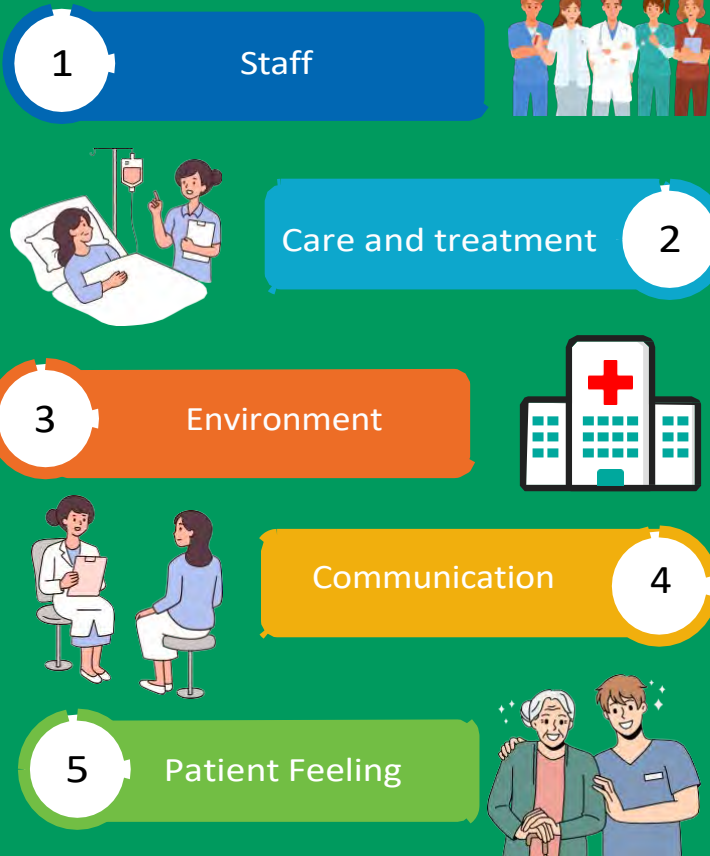 1
Staff
Care and treatment
2
3
Environment
Communication
4
5
Patient Feeling